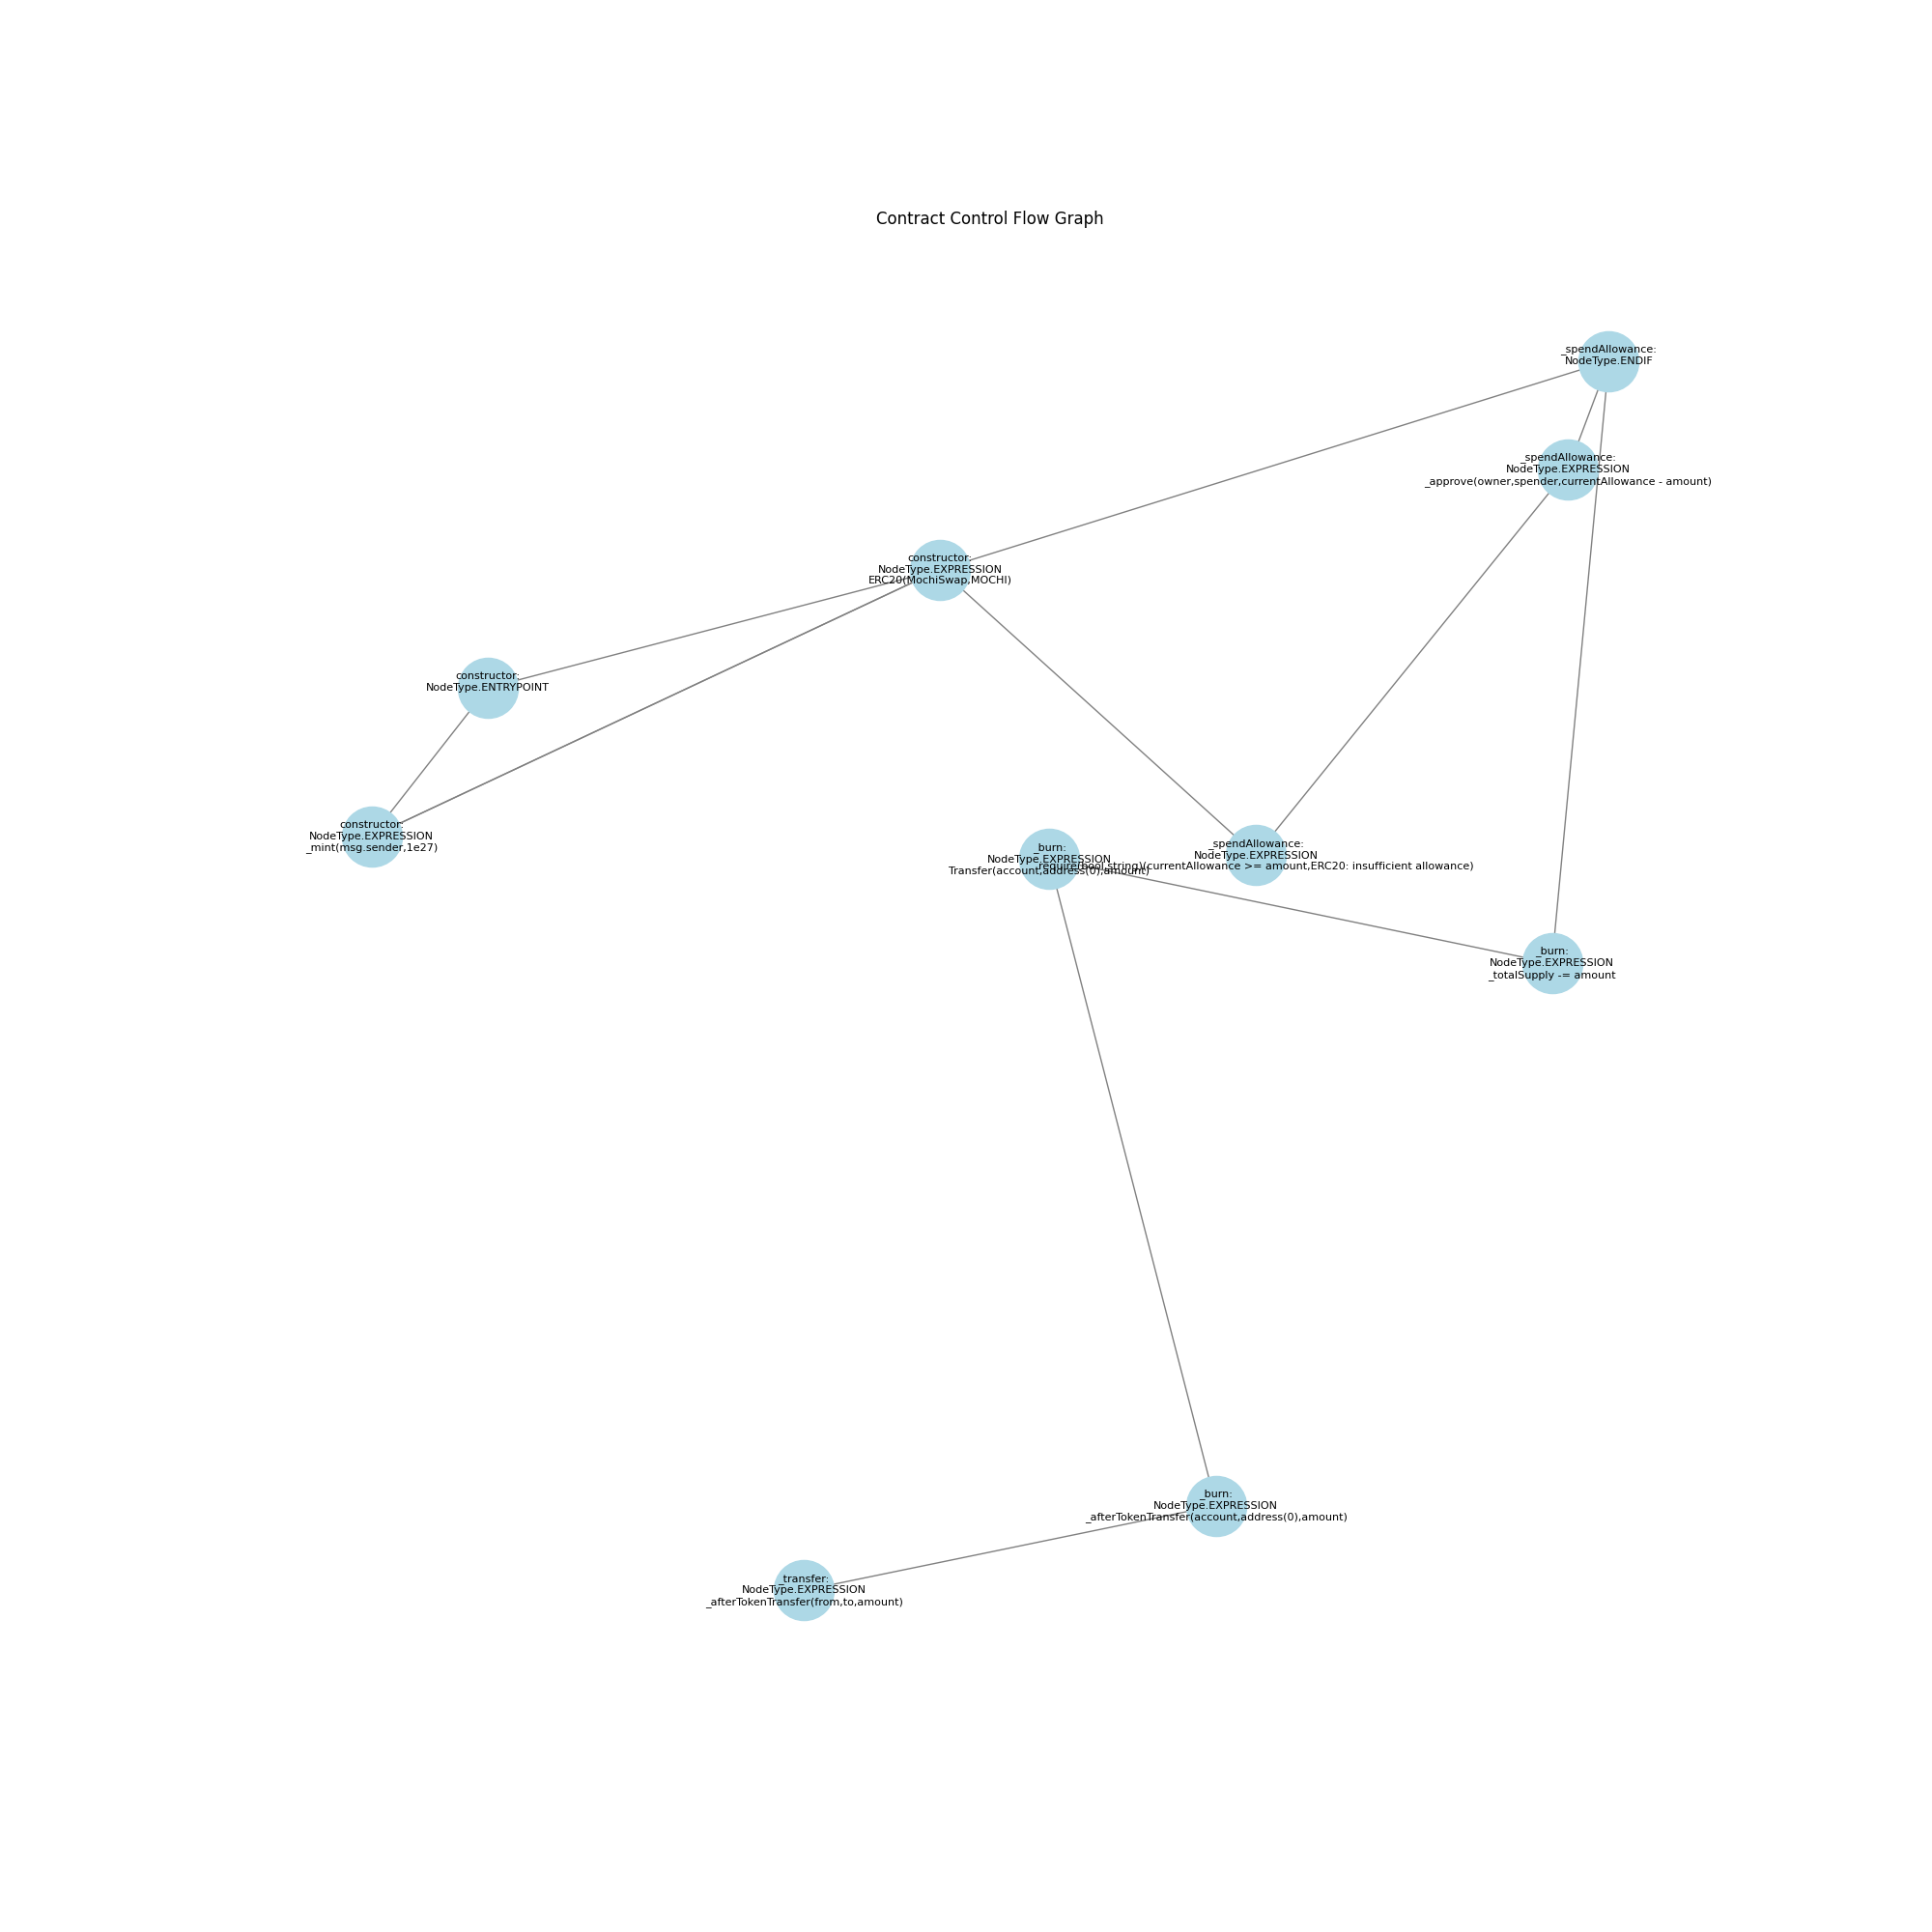 Contract Control Flow Graph
_spendAllowance:
NodeType.ENDIF
_spendAllowance:
NodeType.EXPRESSION
_approve(owner,spender,currentAllowance - amount)
constructor:
NodeType.EXPRESSION
ERC20(MochiSwap,MOCHI)
constructor:
NodeType.ENTRYPOINT
constructor:
NodeType.EXPRESSION
_mint(msg.sender,1e27)
_burn:
NodeType.EXPRESSION
Transfer(account,address(0),amount)
_spendAllowance:
NodeType.EXPRESSION
require(bool,string)(currentAllowance >= amount,ERC20: insufficient allowance)
_burn:
NodeType.EXPRESSION
_totalSupply -= amount
_burn:
NodeType.EXPRESSION
_afterTokenTransfer(account,address(0),amount)
_transfer:
NodeType.EXPRESSION
_afterTokenTransfer(from,to,amount)